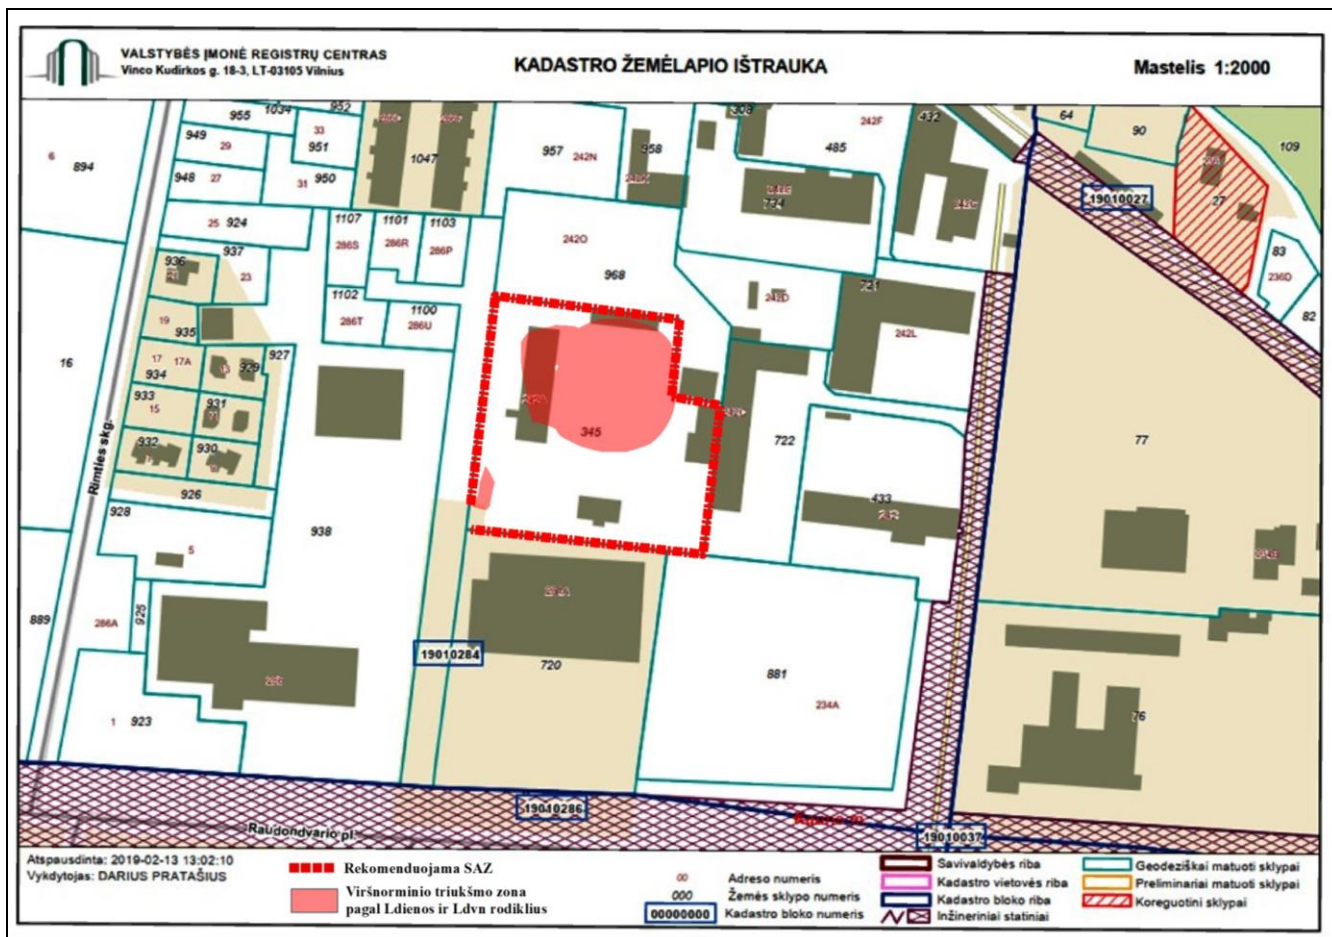 VALSTYBĖS ĮMONĖ REGISTRŲ CENTRAS
Vinco Kudirkos g. 18-3, LT-03105 Vilnius
KADASTRO ŽEMĖLAPIO IŠTRAUKA
Mastelis 1:2000
955 1034 952
308 432 64
949 33 951 242F 90
29 957 242N 958 485
6 894 1047 109
948 27 31 950 242E 734 242G 19010027 27
25 924 1107 1101 1103
286S 286R 286P 242O 83
937 968 236D
936 21 23
1102 1100 242D 721 82
19 935 286T 286U 242L
16 17 17A 927
934 929
933 931
15 345 722 77
932 930
926 433
928 938 242
Rimties skg.
5
889 286A 925 19010284 720 881
234A
1 923 76
19010286
Raudondvario pl. 19010037
Atspausdinta: 2019-02-13 13:02:10
Vykdytojas: DARIUS PRATAŠIUS
Rekomenduojama SAZ
Viršnorminio triukšmo zona
pagal Ldienos ir Ldvn rodiklius
00 Adreso numeris
000 Žemės sklypo numeris
00000000 Kadastro bloko numeris
Savivaldybės riba
Kadastro vietovės riba
Kadastro bloko riba
Inžineriniai statiniai
Geodeziškai matuoti sklypai
Preliminariai matuoti sklypai
Koreguotini sklypai